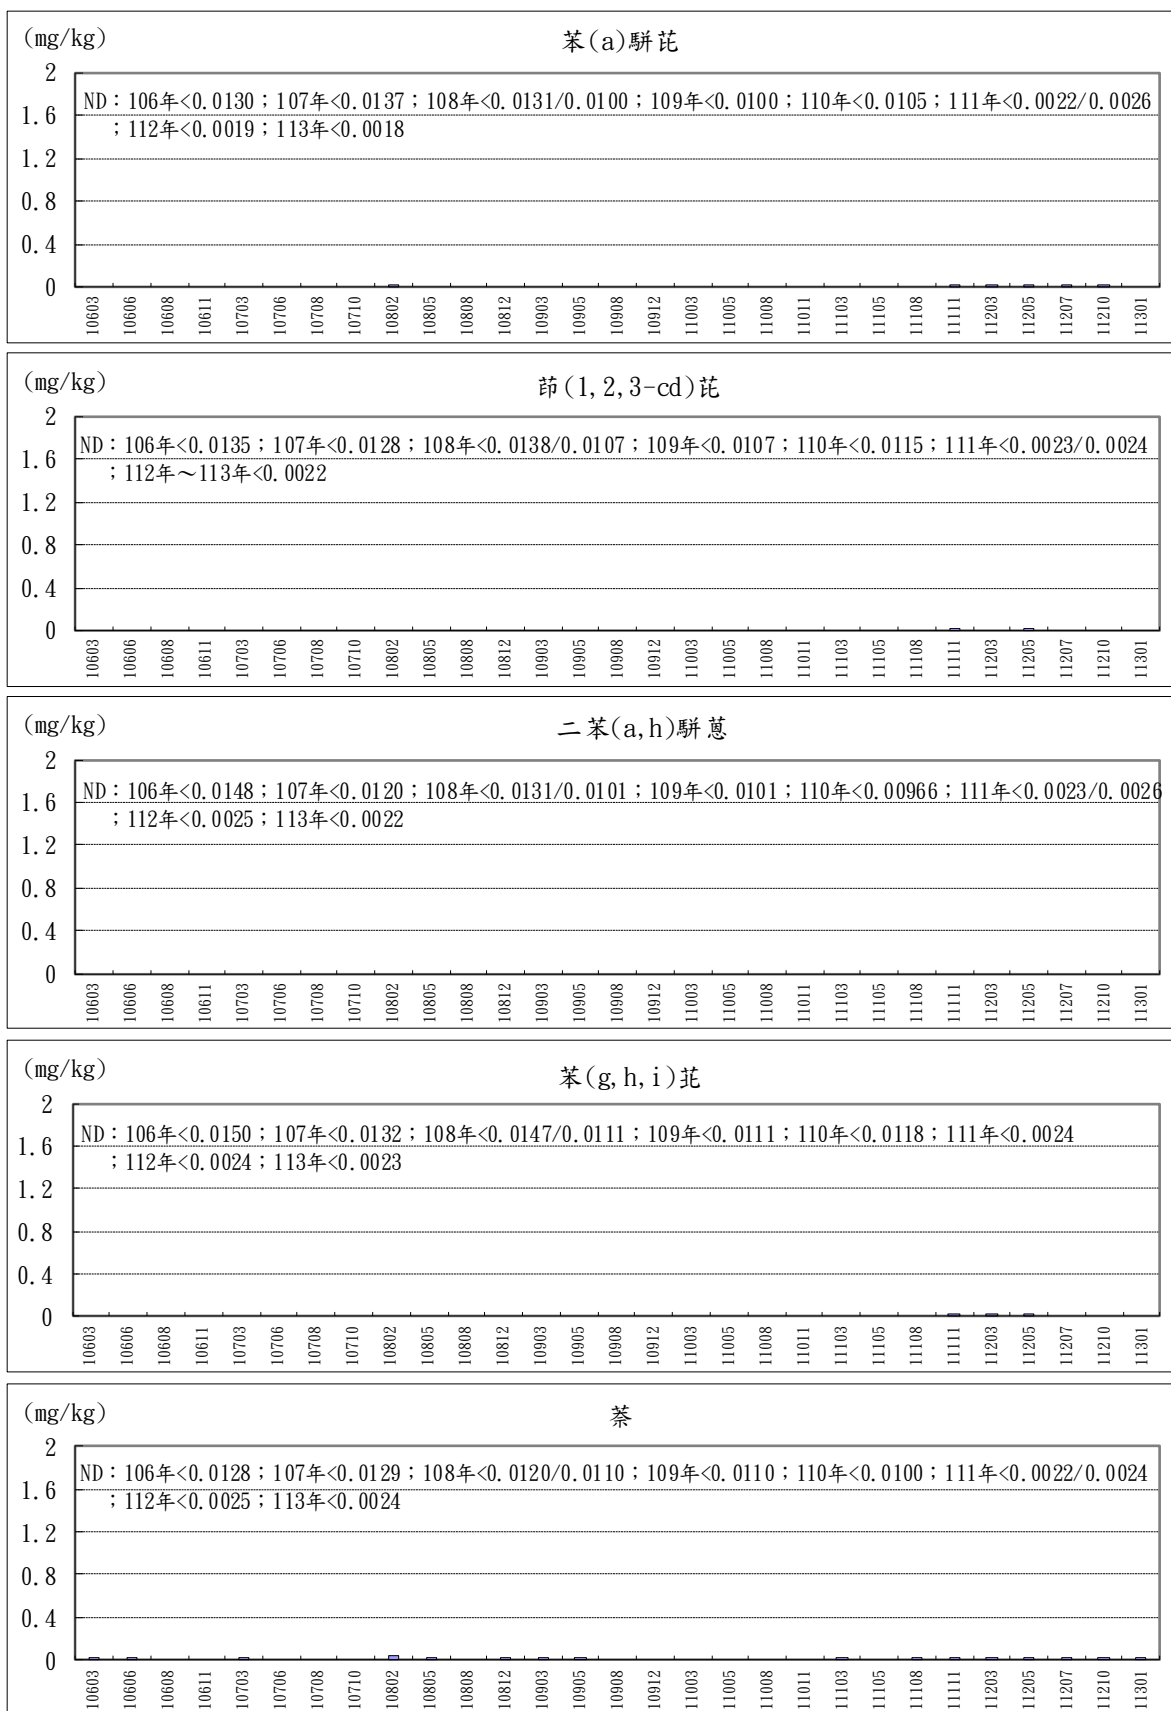 (mg/kg)
苯(a)駢芘
2
1.6
1.2
0.8
0.4
0
ND：106年<0.0130；107年<0.0137；108年<0.0131/0.0100；109年<0.0100；110年<0.0105；111年<0.0022/0.0026
；112年<0.0019；113年<0.0018
10603 10606 10608 10611 10703 10706 10708 10710 10802 10805 10808 10812 10903 10905 10908 10912 11003 11005 11008 11011 11103 11105 11108 11111 11203 11205 11207 11210 11301
(mg/kg)
茚(1,2,3-cd)芘
2
1.6
1.2
0.8
0.4
0
ND：106年<0.0135；107年<0.0128；108年<0.0138/0.0107；109年<0.0107；110年<0.0115；111年<0.0023/0.0024
；112年～113年<0.0022
10603 10606 10608 10611 10703 10706 10708 10710 10802 10805 10808 10812 10903 10905 10908 10912 11003 11005 11008 11011 11103 11105 11108 11111 11203 11205 11207 11210 11301
(mg/kg)
二苯(a,h)駢蒽
2
1.6
1.2
0.8
0.4
0
ND：106年<0.0148；107年<0.0120；108年<0.0131/0.0101；109年<0.0101；110年<0.00966；111年<0.0023/0.0026
；112年<0.0025；113年<0.0022
10603 10606 10608 10611 10703 10706 10708 10710 10802 10805 10808 10812 10903 10905 10908 10912 11003 11005 11008 11011 11103 11105 11108 11111 11203 11205 11207 11210 11301
(mg/kg)
苯(g,h,i)苝
2
1.6
1.2
0.8
0.4
0
ND：106年<0.0150；107年<0.0132；108年<0.0147/0.0111；109年<0.0111；110年<0.0118；111年<0.0024
；112年<0.0024；113年<0.0023
10603 10606 10608 10611 10703 10706 10708 10710 10802 10805 10808 10812 10903 10905 10908 10912 11003 11005 11008 11011 11103 11105 11108 11111 11203 11205 11207 11210 11301
(mg/kg)
萘
2
1.6
1.2
0.8
0.4
0
ND：106年<0.0128；107年<0.0129；108年<0.0120/0.0110；109年<0.0110；110年<0.0100；111年<0.0022/0.0024
；112年<0.0025；113年<0.0024
10603 10606 10608 10611 10703 10706 10708 10710 10802 10805 10808 10812 10903 10905 10908 10912 11003 11005 11008 11011 11103 11105 11108 11111 11203 11205 11207 11210 11301